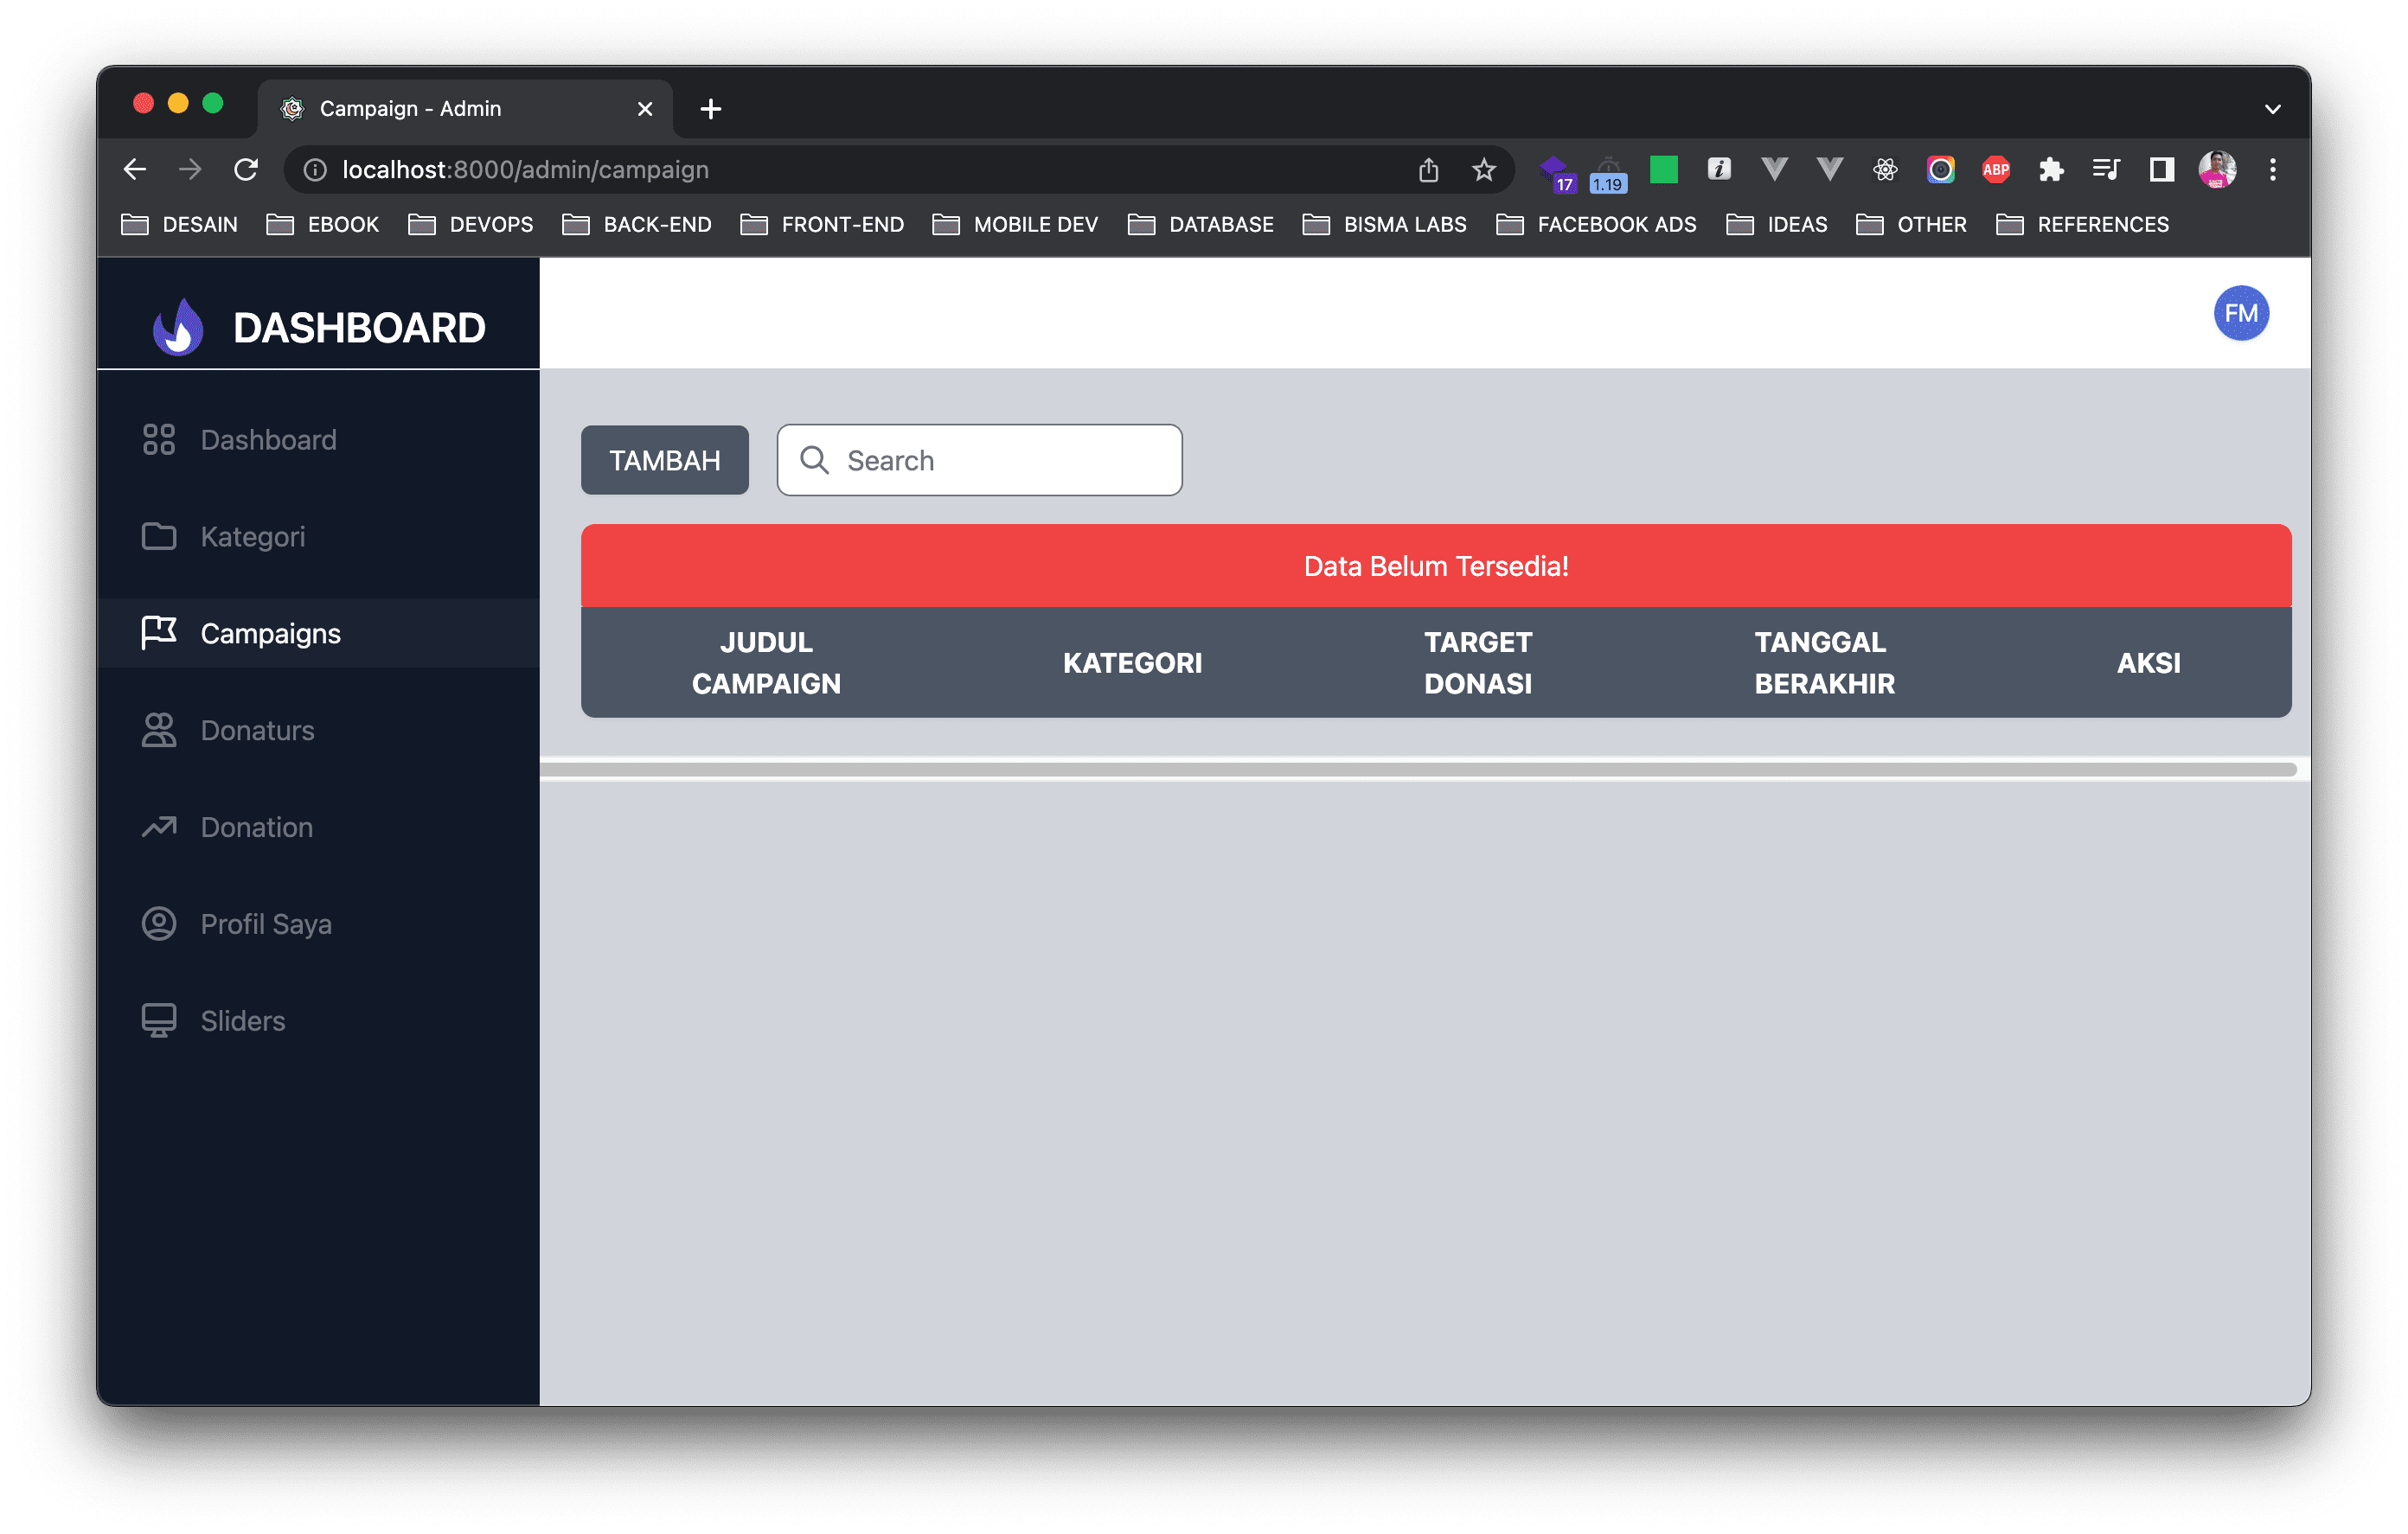 Campaign - Admin
localhost:8000/admin/campaign
17
1.19
ABP
DESAIN EBOOK DEVOPS BACK-END FRONT-END MOBILE DEV DATABASE BISMA LABS FACEBOOK ADS IDEAS OTHER REFERENCES
DASHBOARD
FM
Dashboard
Kategori
Campaigns
Donaturs
Donation
Profil Saya
Sliders
TAMBAH
Search
Data Belum Tersedia!
JUDUL
CAMPAIGN
KATEGORI
TARGET
DONASI
TANGGAL
BERAKHIR
AKSI